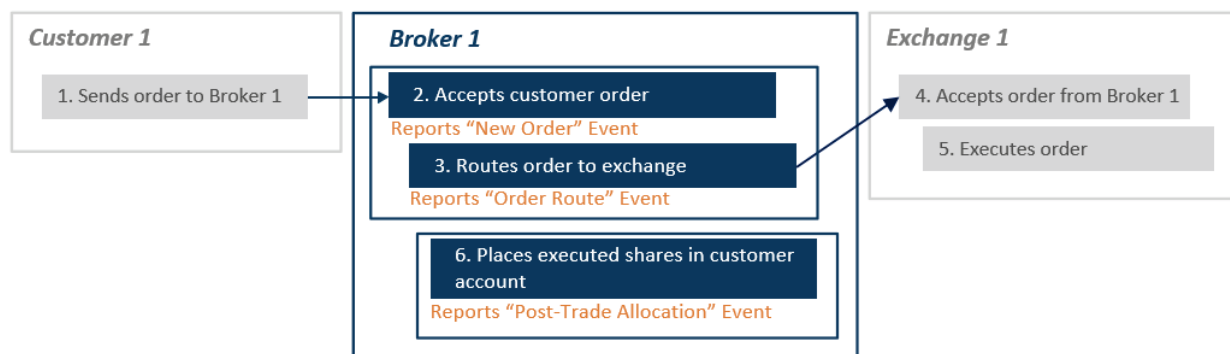 Customer 1
1. Sends order to Broker 1
Broker 1
2. Accepts customer order
Reports “New Order” Event
3. Routes order to exchange
Reports “Order Route” Event
6. Places executed shares in customer
account
Reports “Post-Trade Allocation” Event
Exchange 1
4. Accepts order from Broker 1
5. Executes order